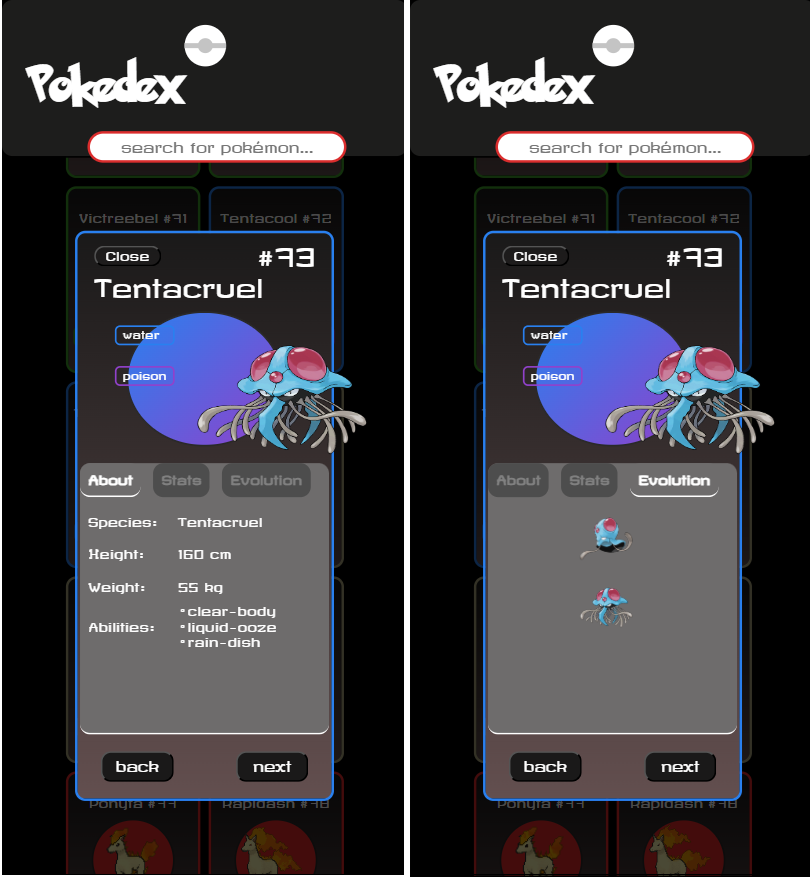 Pokedex
search for pokémon...
Victreebel #71
Tentacool #72
Close
#73
Tentacruel
water
poison
About
Stats
Evolution
Species: Tentacruel
Height: 160 cm
Weight: 55 kg
Abilities:
•clear-body
•liquid-ooze
•rain-dish
back
next
Ponyta #77
Rapidash #78
Pokedex
search for pokémon...
Victreebel #71
Tentacool #72
Close
#73
Tentacruel
water
poison
About
Stats
Evolution
back
next
Ponyta #77
Rapidash #78